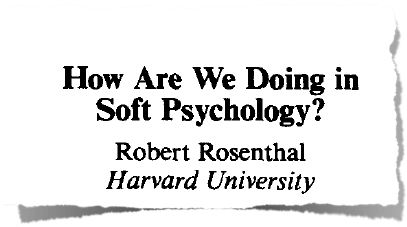 How Are We Doing in
Soft Psychology?
Robert Rosenthal
Harvard University